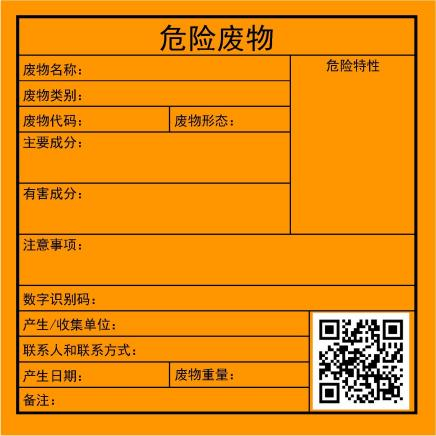 危险废物
废物名称：
危险特性
废物类别：
废物代码：
废物形态：
主要成分：
有害成分：
注意事项：
数字识别码：
产生/收集单位：
联系人和联系方式：
产生日期：
废物重量：
备注：